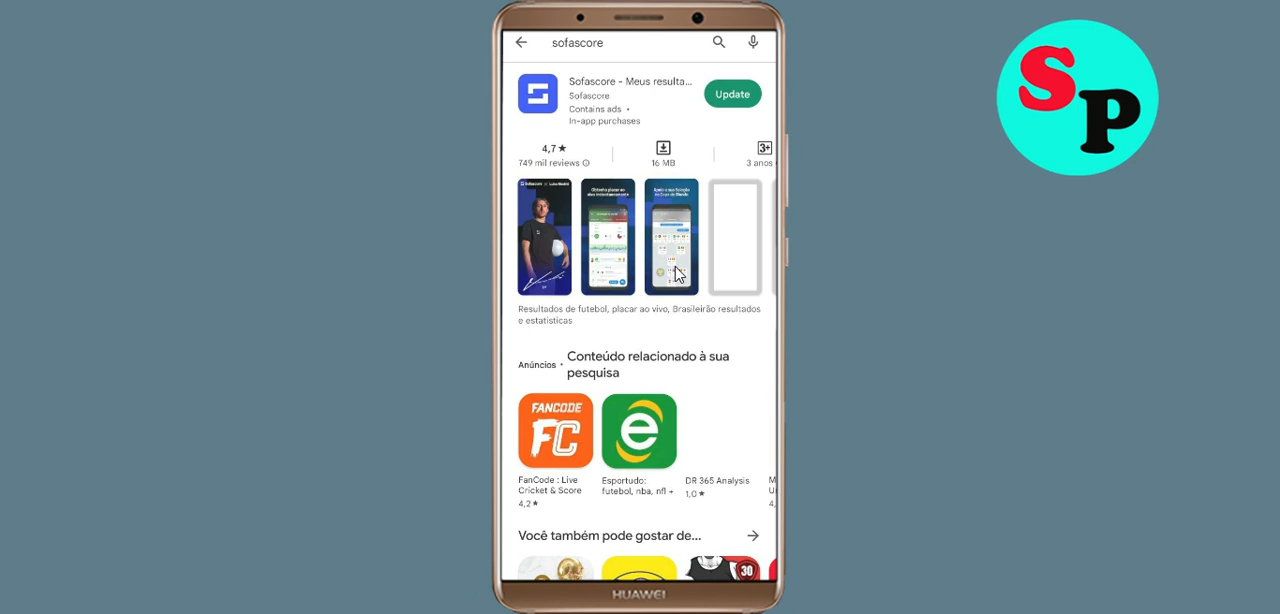 sofascore
Sofascore - Meus resulta...
Sofascore
Contains ads •
In-app purchases
Update
4,7★
749 mil reviews
16 MB
3+
3 anos
Resultados de futebol, placar ao vivo, Brasileirão resultados
e estatísticas
Anúncios •
Conteúdo relacionado à sua
pesquisa
FANCODE
FC
e
FanCode : Live
Cricket & Score
4,2★
Esportudo:
futebol, nba, nfl +
DR 365 Analysis
1,0★
M
4,
Você também pode gostar de...
30
HUAWEI
SP